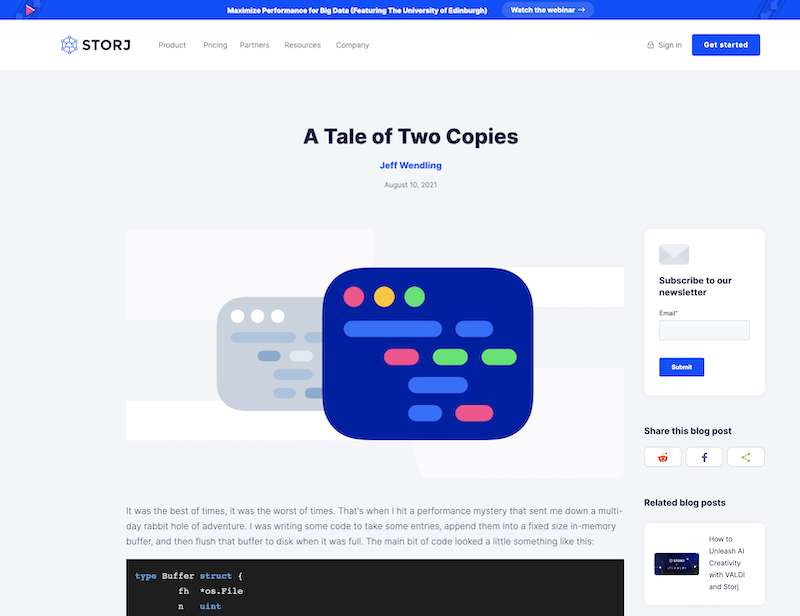 Maximize Performance for Big Data (Featuring The University of Edinburgh)
Watch the webinar →
STORJ
Product
Pricing
Partners
Resources
Company
Sign in
Get started
A Tale of Two Copies
Jeff Wendling
August 10, 2021
It was the best of times, it was the worst of times. That's when I hit a performance mystery that sent me down a multi-
day rabbit hole of adventure. I was writing some code to take some entries, append them into a fixed size in-memory
buffer, and then flush that buffer to disk when it was full. The main bit of code looked a little something like this:
type Buffer struct {
fh *os.File
n uint
Subscribe to our
newsletter
Email*
Submit
Share this blog post
Related blog posts
How to
Unleash AI
Creativity
with VALDI
and Storj